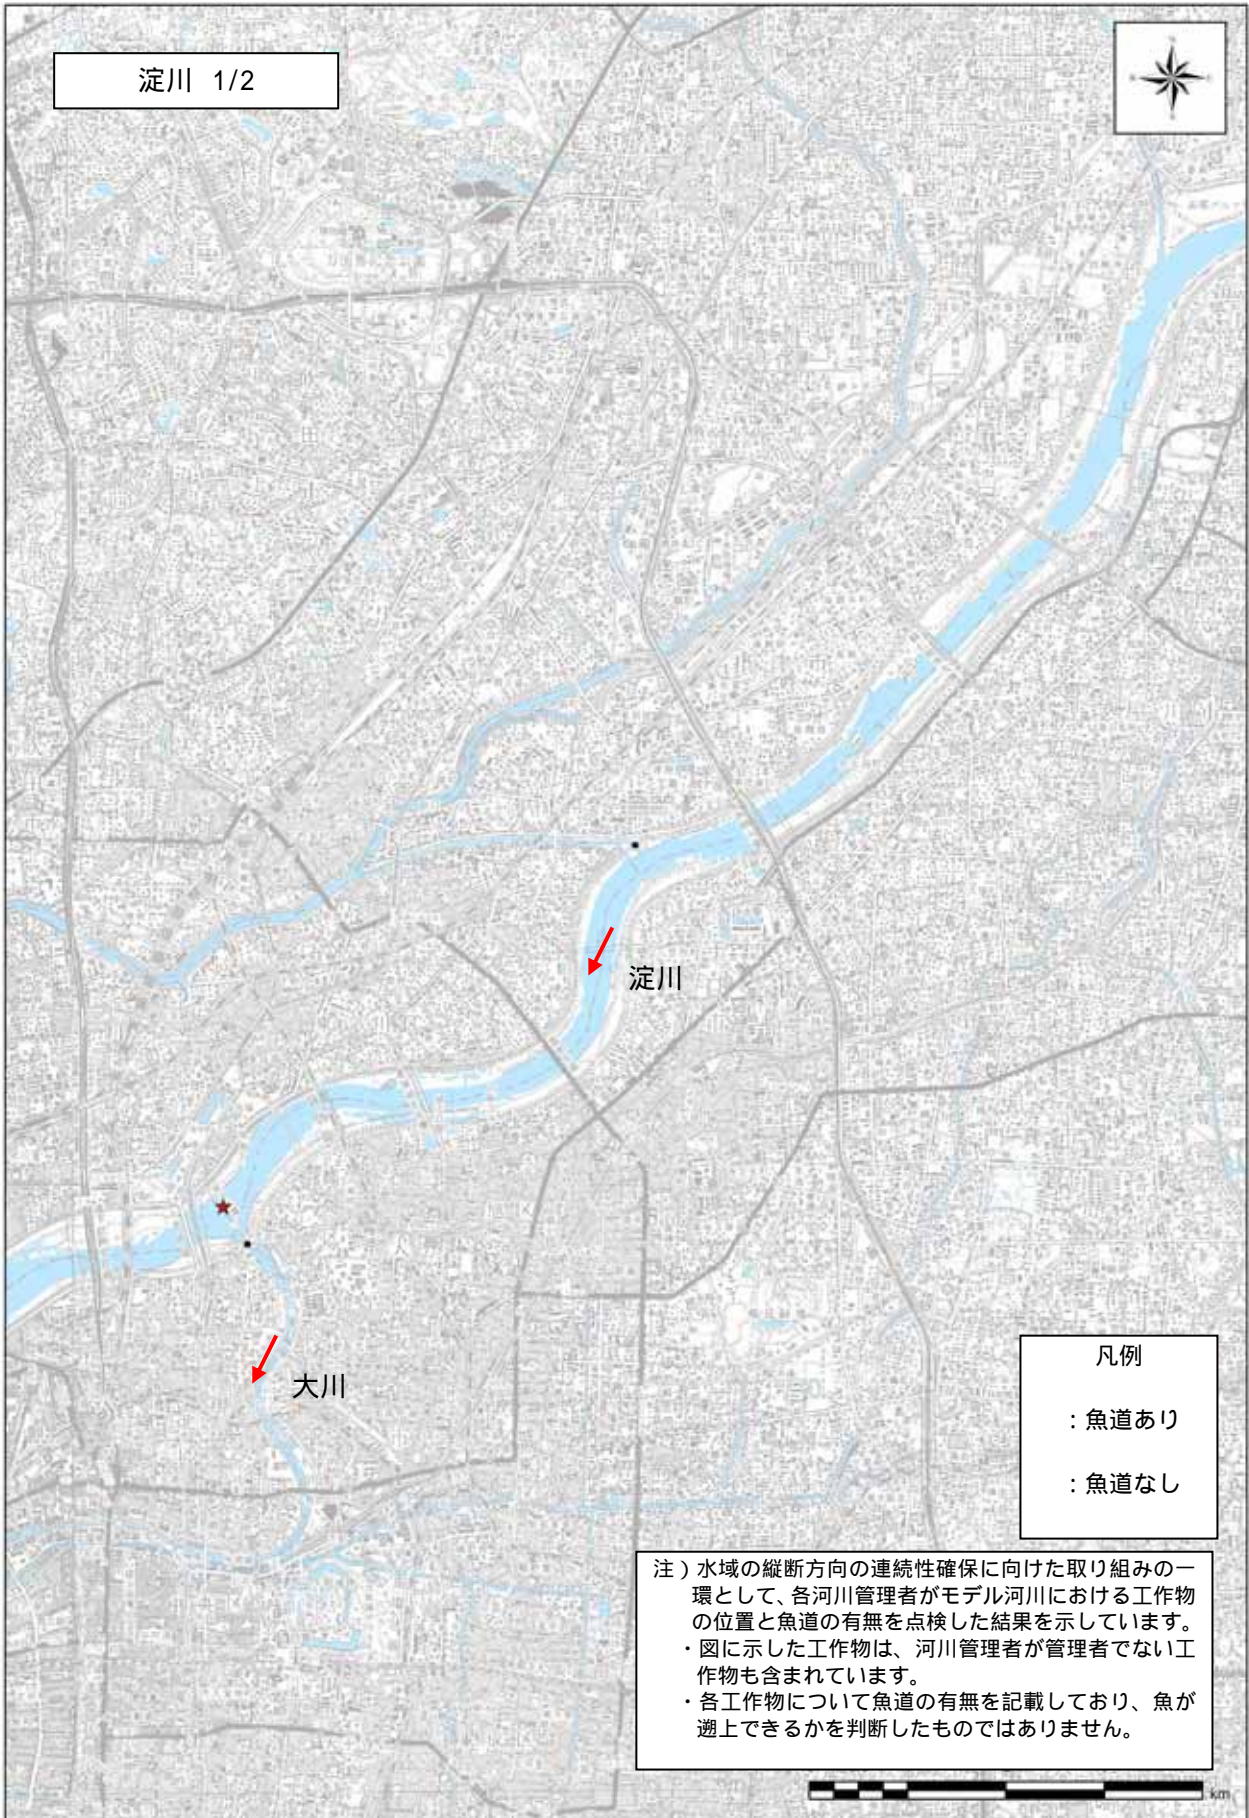 淀川 1/2
淀川
大川
凡例
：魚道あり
：魚道なし
注）水域の縦断方向の連続性確保に向けた取り組みの一
環として、各河川管理者がモデル河川における工作物
の位置と魚道の有無を点検した結果を示しています。
・図に示した工作物は、河川管理者が管理者でない工
作物も含まれています。
・各工作物について魚道の有無を記載しており、魚が
遡上できるかを判断したものではありません。
km